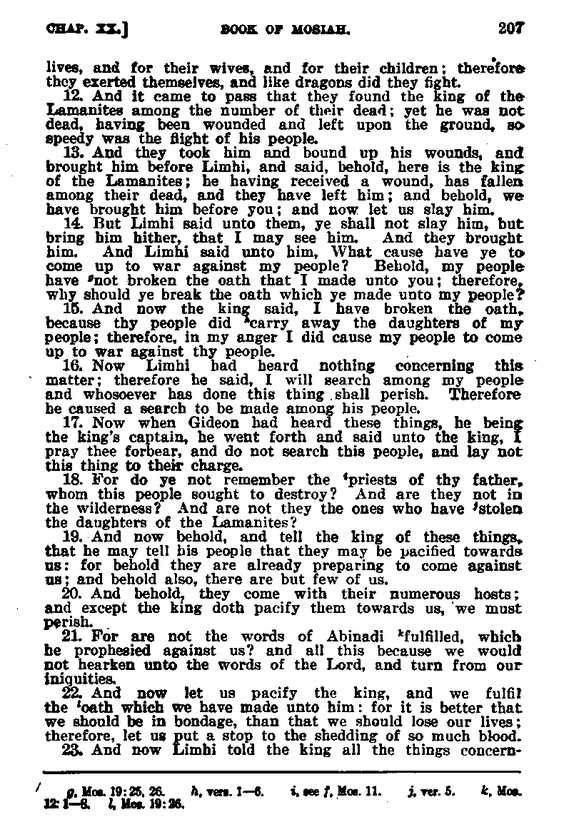 CHAP. XX.] BOOK OF MOSIAH. 207
lives, and for their wives, and for their children; therefore
they exerted themselves, and like dragons did they fight.
12. And it came to pass that they found the king of the
Lamanites among the number of their dead; yet he was not
dead, having been wounded and left upon the ground, so
speedy was the flight of his people.
13. And they took him and bound up his wounds, and
brought him before Limhi, and said, behold, here is the king
of the Lamanites; he having received a wound, has fallen
among their dead, and they have left him; and behold, we
have brought him before you; and now let us slay him.
14. But Limhi said unto them, ye shall not slay him, but
bring him hither, that I may see him. And they brought
him. And Limhi said unto him, What cause have ye to
come up to war against my people? Behold, my people
have ᵍnot broken the oath that I made unto you; therefore,
why should ye break the oath which ye made unto my people?
15. And now the king said, I have broken the oath,
because thy people did ʰcarry away the daughters of my
people; therefore, in my anger I did cause my people to come
up to war against thy people.
16. Now Limhi had heard nothing concerning this
matter; therefore he said, I will search among my people
and whosoever has done this thing shall perish. Therefore
he caused a search to be made among his people.
17. Now when Gideon had heard these things, he being
the king's captain, he went forth and said unto the king, I
pray thee forbear, and do not search this people, and lay not
this thing to their charge.
18. For do ye not remember the ⁱpriests of thy father,
whom this people sought to destroy? And are they not in
the wilderness? And are not they the ones who have ʲstolen
the daughters of the Lamanites?
19. And now behold, and tell the king of these things,
that he may tell his people that they may be pacified towards
us: for behold they are already preparing to come against
us; and behold also, there are but few of us.
20. And behold, they come with their numerous hosts;
and except the king doth pacify them towards us, we must
perish.
21. For are not the words of Abinadi ᵏfulfilled, which
he prophesied against us? and all this because we would
not hearken unto the words of the Lord, and turn from our
iniquities.
22. And now let us pacify the king, and we fulfil
the ˡoath which we have made unto him: for it is better that
we should be in bondage, than that we should lose our lives;
therefore, let us put a stop to the shedding of so much blood.
23. And now Limhi told the king all the things concern-
g, Mos. 19:25, 26. h, vers. 1—6. i, see f, Mos. 11. j, ver. 5. k, Mos.
12:1—8. l, Mos. 19:26.